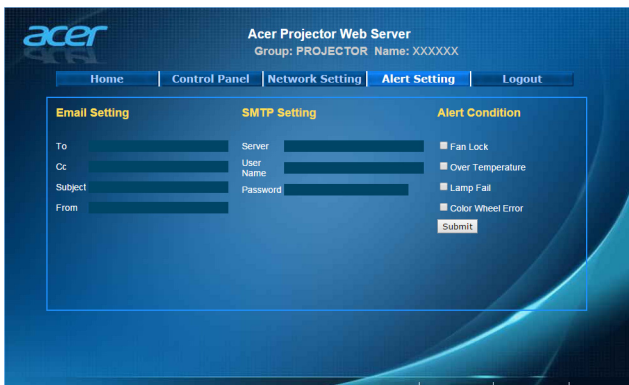 acer
Acer Projector Web Server
Group: PROJECTOR Name: XXXXXX
Home Control Panel Network Setting Alert Setting Logout
Email Setting
To
Cc
Subject
From
SMTP Setting
Server
User
Name
Password
Alert Condition
Fan Lock
Over Temperature
Lamp Fail
Color Wheel Error
Submit